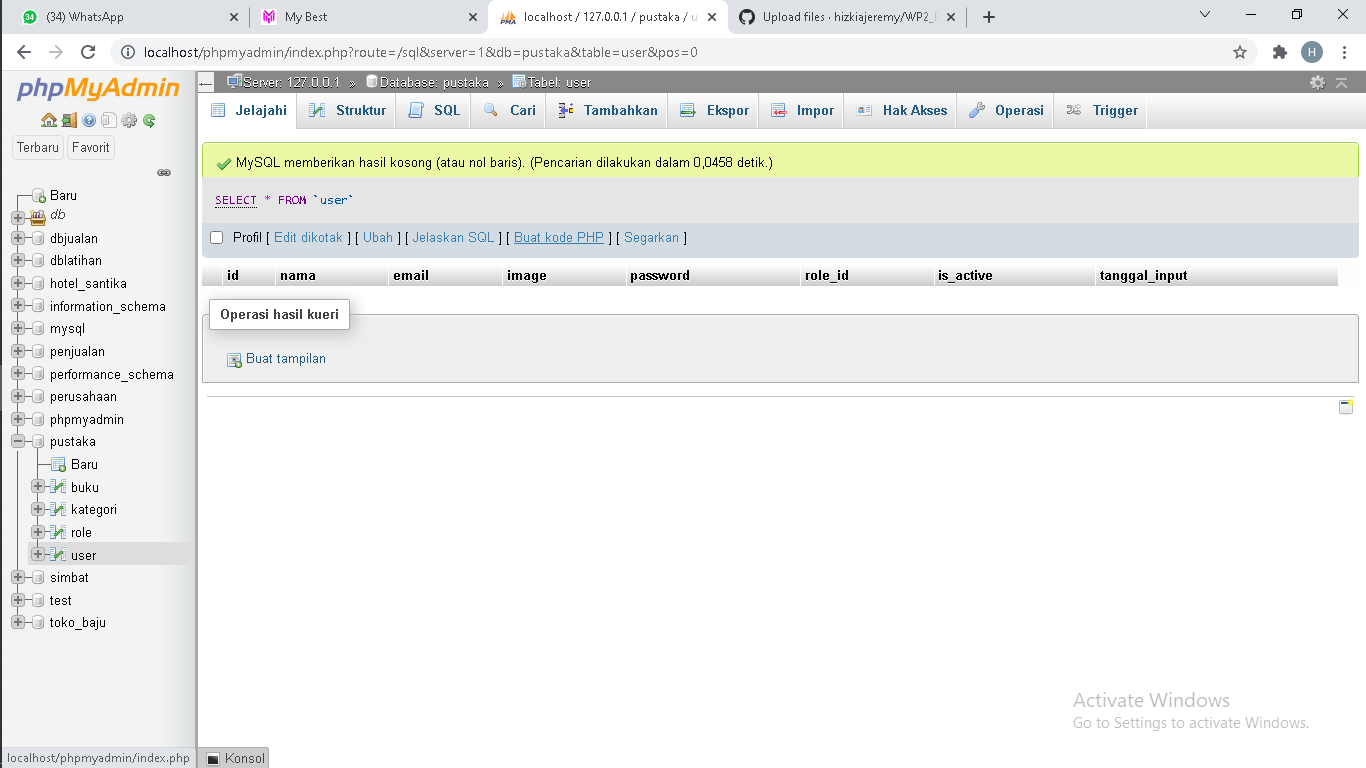 (34) WhatsApp
My Best
localhost / 127.0.0.1 / pustaka / u
Upload files · hizkiajeremy/WP2_
localhost/phpmyadmin/index.php?route=/sql&server=1&db=pustaka&table=user&pos=0
H
phpMyAdmin
Terbaru Favorit
Baru
db
dbjualan
dblatihan
hotel_santika
information_schema
mysql
penjualan
performance_schema
perusahaan
phpmyadmin
pustaka
Baru
buku
kategori
role
user
simbat
test
toko_baju
localhost/phpmyadmin/index.php
Server: 127.0.0.1 » Database: pustaka » Tabel: user
Jelajahi Struktur SQL Cari Tambahkan Ekspor Impor Hak Akses Operasi Trigger
MySQL memberikan hasil kosong (atau nol baris). (Pencarian dilakukan dalam 0,0458 detik.)
SELECT * FROM `user`
Profil [ Edit dikotak ] [ Ubah ] [ Jelaskan SQL ] [ Buat kode PHP ] [ Segarkan ]
id nama email image password role_id is_active tanggal_input
Operasi hasil kueri
Buat tampilan
Activate Windows
Go to Settings to activate Windows.
Konsol